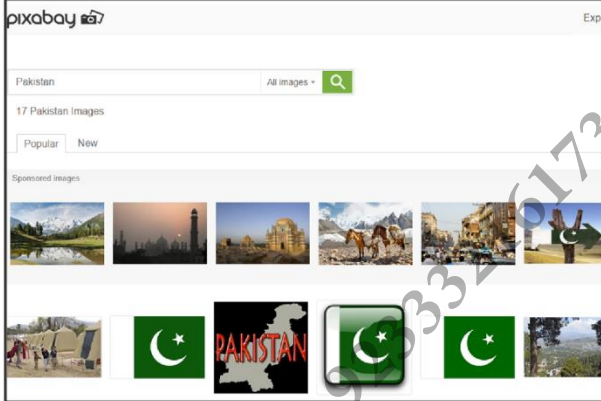 pixabay
Exp
Pakistan
All images
17 Pakistan Images
Popular New
Sponsored images
PAKISTAN